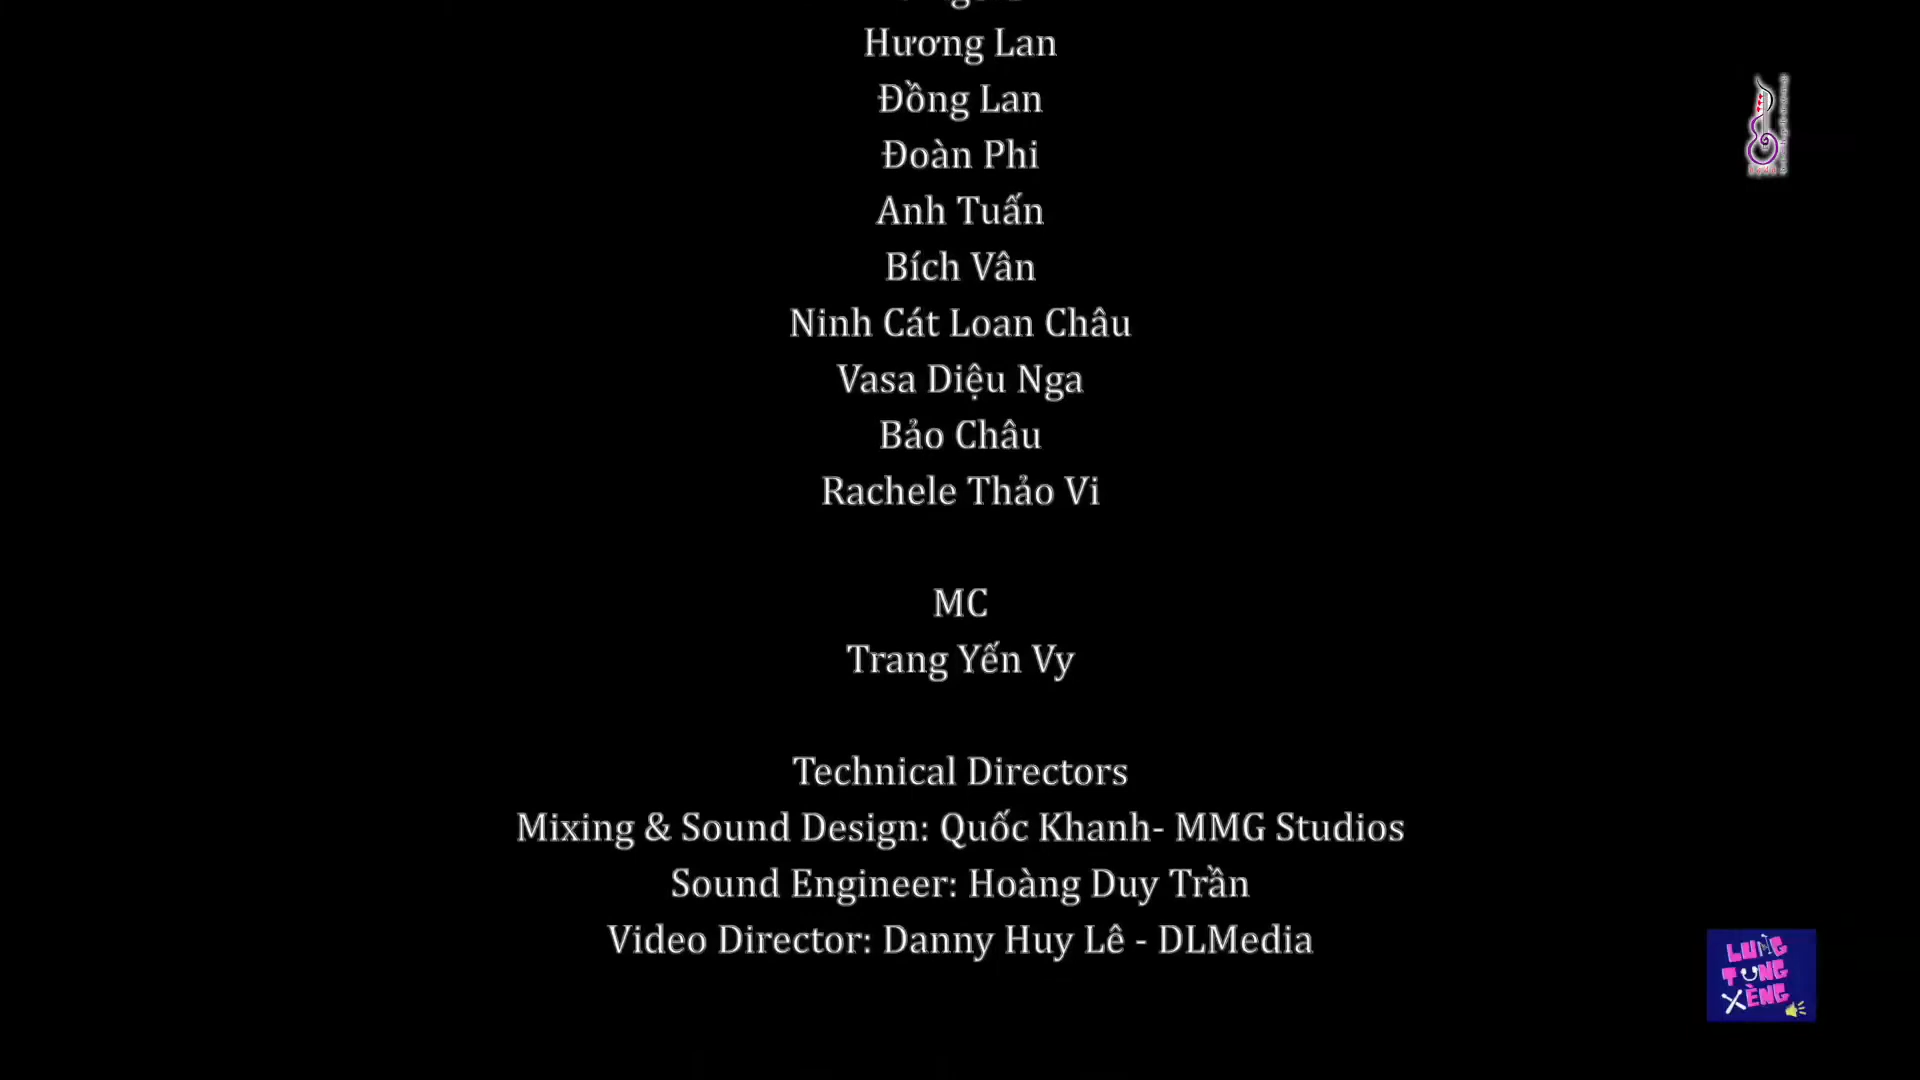 Hương Lan
Đồng Lan
Đoàn Phi
Anh Tuấn
Bích Vân
Ninh Cát Loan Châu
Vasa Diệu Nga
Bảo Châu
Rachele Thảo Vi
MC
Trang Yến Vy
Technical Directors
Mixing & Sound Design: Quốc Khanh- MMG Studios
Sound Engineer: Hoàng Duy Trần
Video Director: Danny Huy Lê - DLMedia
LÙNG
TÙNG
XÈNG